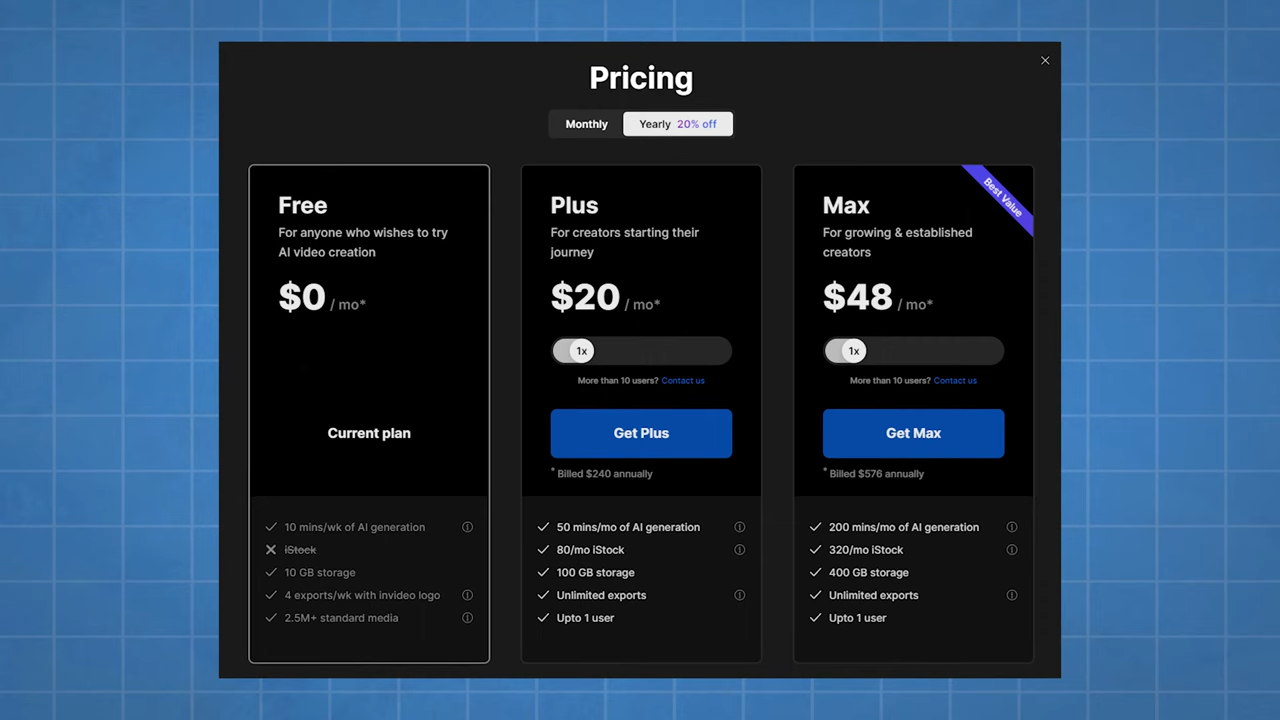 Pricing
Monthly
Yearly 20% off
Free
For anyone who wishes to try
AI video creation
$0 / mo*
Current plan
10 mins/wk of AI generation
iStock
10 GB storage
4 exports/wk with invideo logo
2.5M+ standard media
Plus
For creators starting their
journey
$20 / mo*
1x
More than 10 users? Contact us
Get Plus
* Billed $240 annually
50 mins/mo of AI generation
80/mo iStock
100 GB storage
Unlimited exports
Upto 1 user
Best Value
Max
For growing & established
creators
$48 / mo*
1x
More than 10 users? Contact us
Get Max
* Billed $576 annually
200 mins/mo of AI generation
320/mo iStock
400 GB storage
Unlimited exports
Upto 1 user